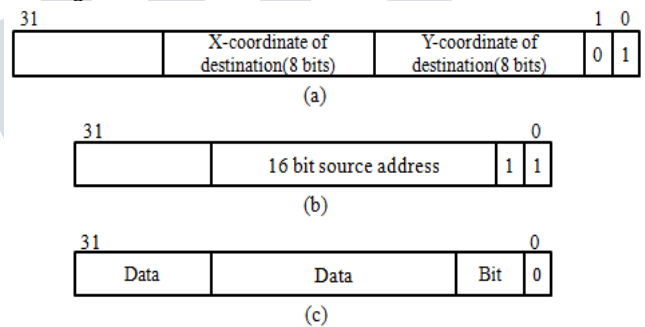 31 1 0
X-coordinate of Y-coordinate of
destination(8 bits) destination(8 bits) 0 1
(a)
31 0
16 bit source address 1 1
(b)
31 0
Data Data Bit 0
(c)